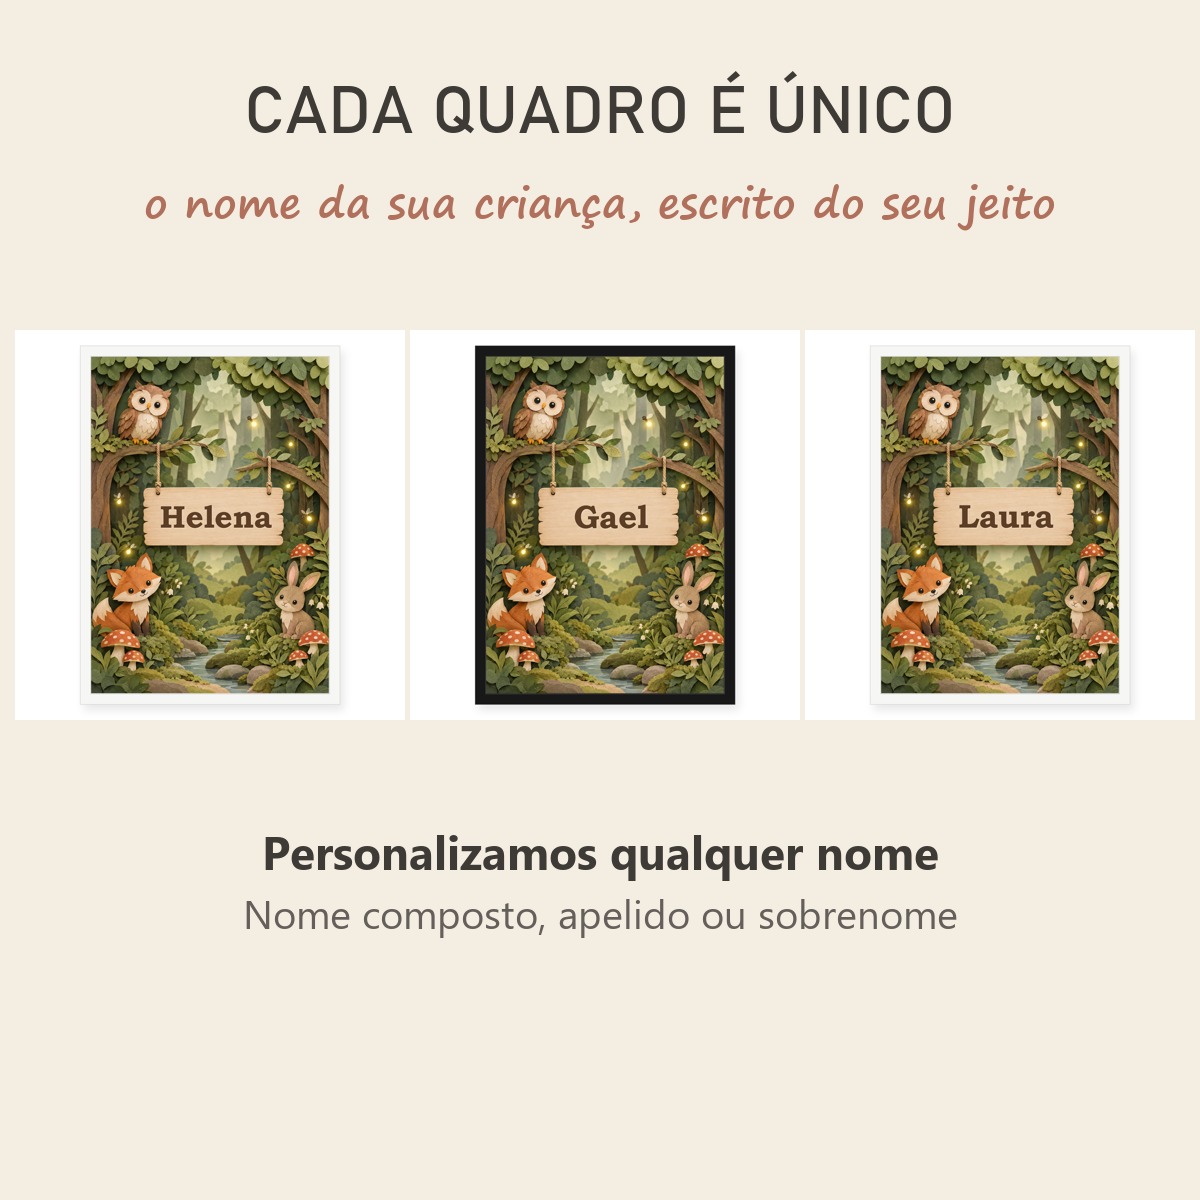 CADA QUADRO É ÚNICO
o nome da sua criança, escrito do seu jeito
Helena
Gael
Laura
Personalizamos qualquer nome
Nome composto, apelido ou sobrenome